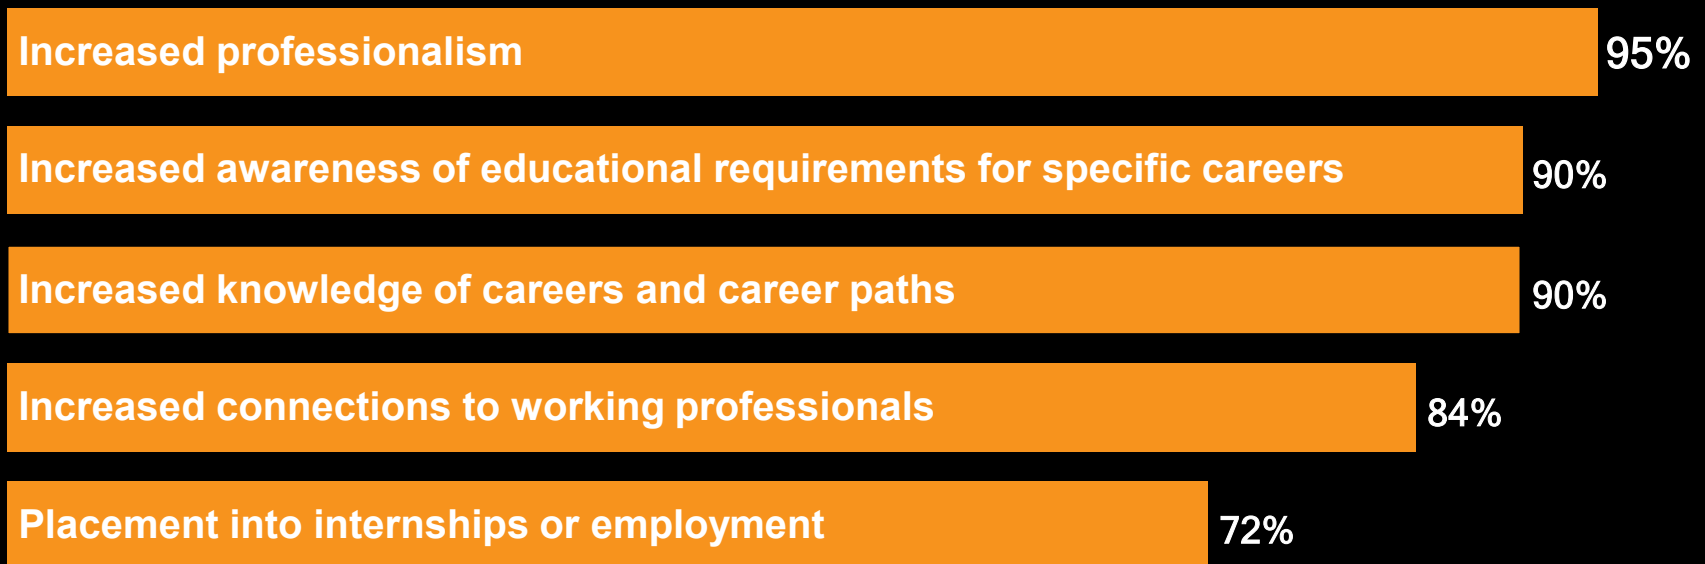 Increased professionalism 95%
Increased awareness of educational requirements for specific careers 90%
Increased knowledge of careers and career paths 90%
Increased connections to working professionals 84%
Placement into internships or employment 72%